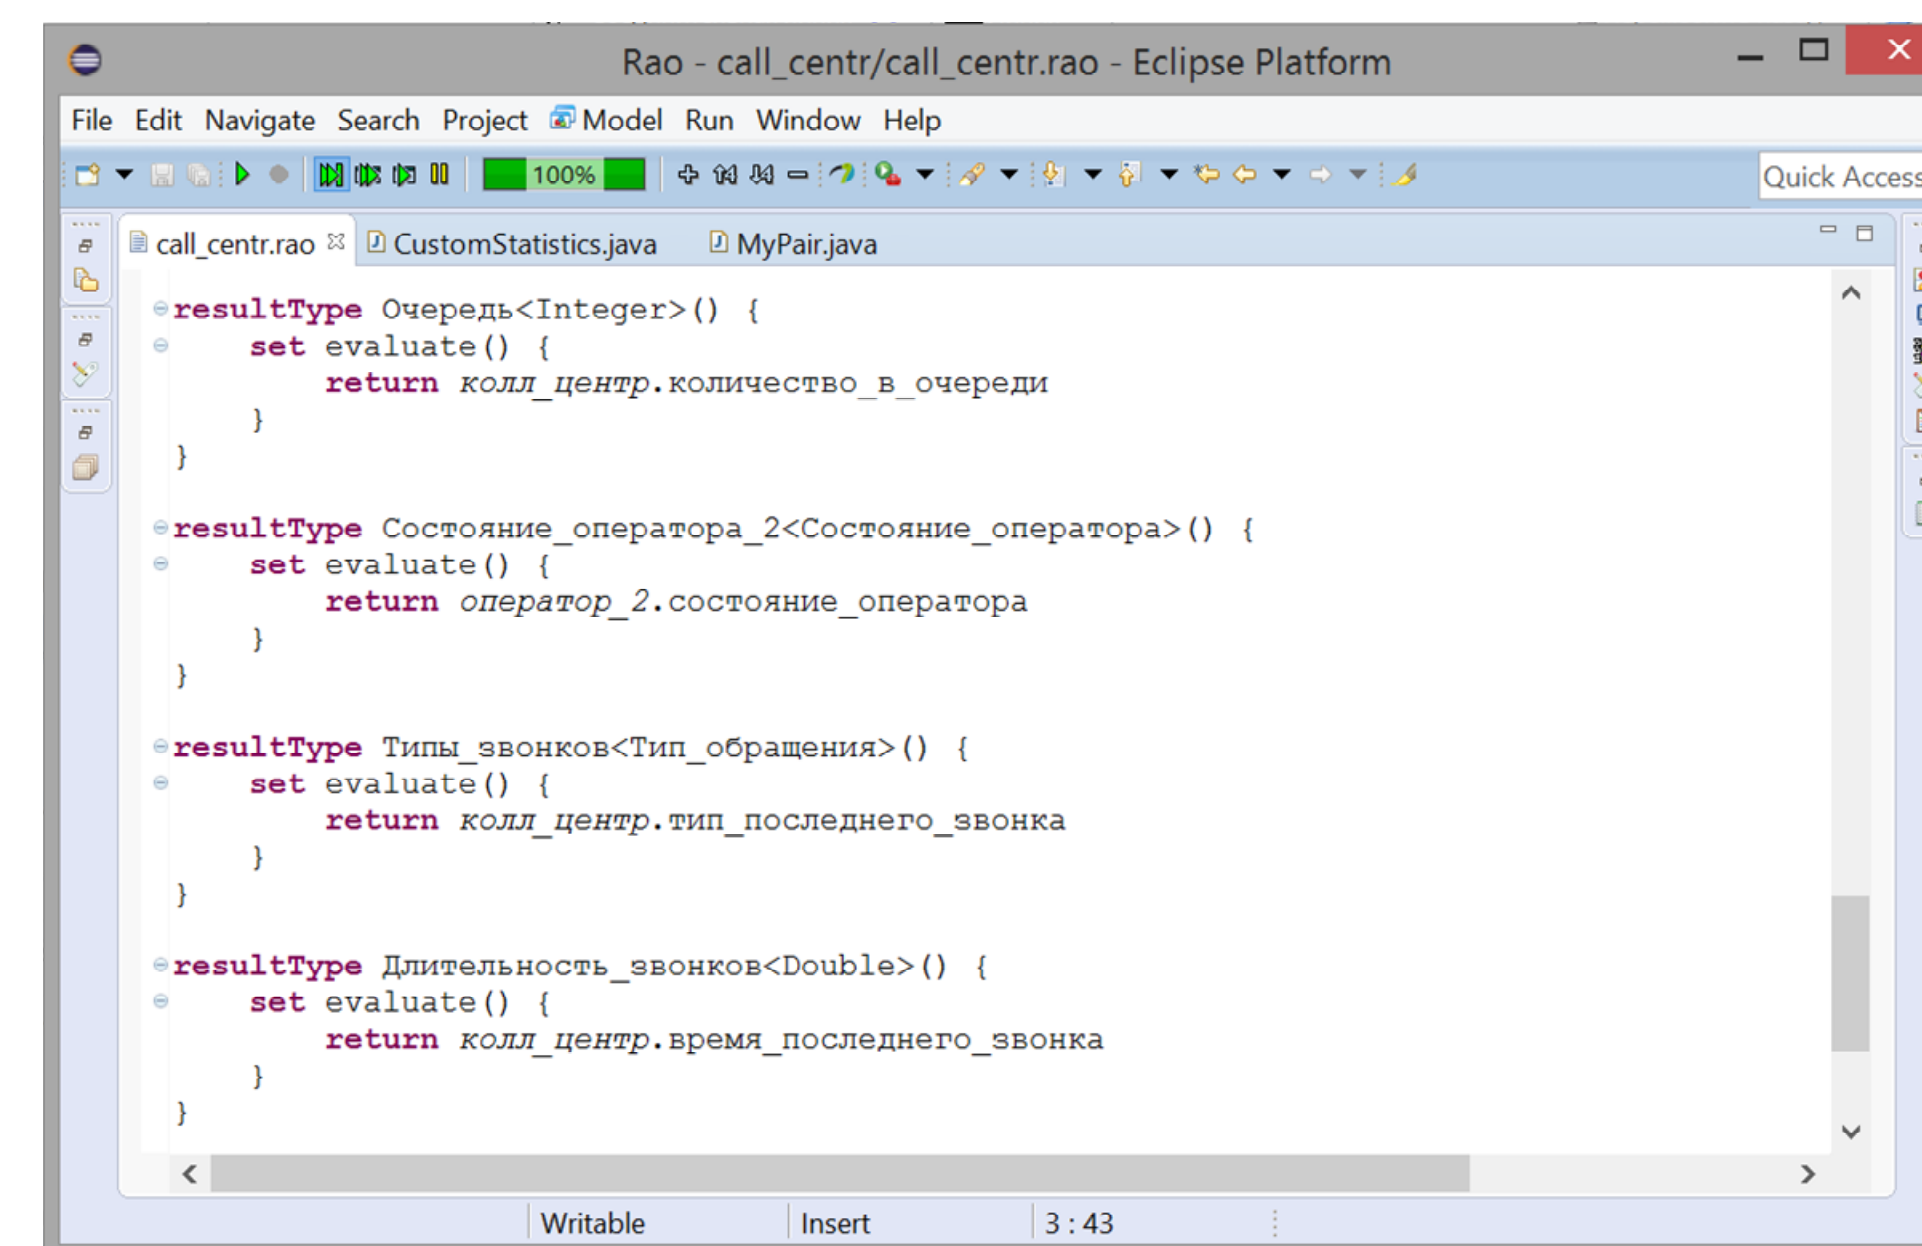 Rao - call_centr/call_centr.rao - Eclipse Platform
File Edit Navigate Search Project Model Run Window Help
100%
Quick Access
call_centr.rao CustomStatistics.java MyPair.java
resultType Очередь<Integer>() {
set evaluate() {
return колл_центр.количество_в_очереди
}
}
resultType Состояние_оператора_2<Состояние_оператора>() {
set evaluate() {
return оператор_2.состояние_оператора
}
}
resultType Типы_звонков<Тип_обращения>() {
set evaluate() {
return колл_центр.тип_последнего_звонка
}
}
resultType Длительность_звонков<Double>() {
set evaluate() {
return колл_центр.время_последнего_звонка
}
}
Writable Insert 3 : 43